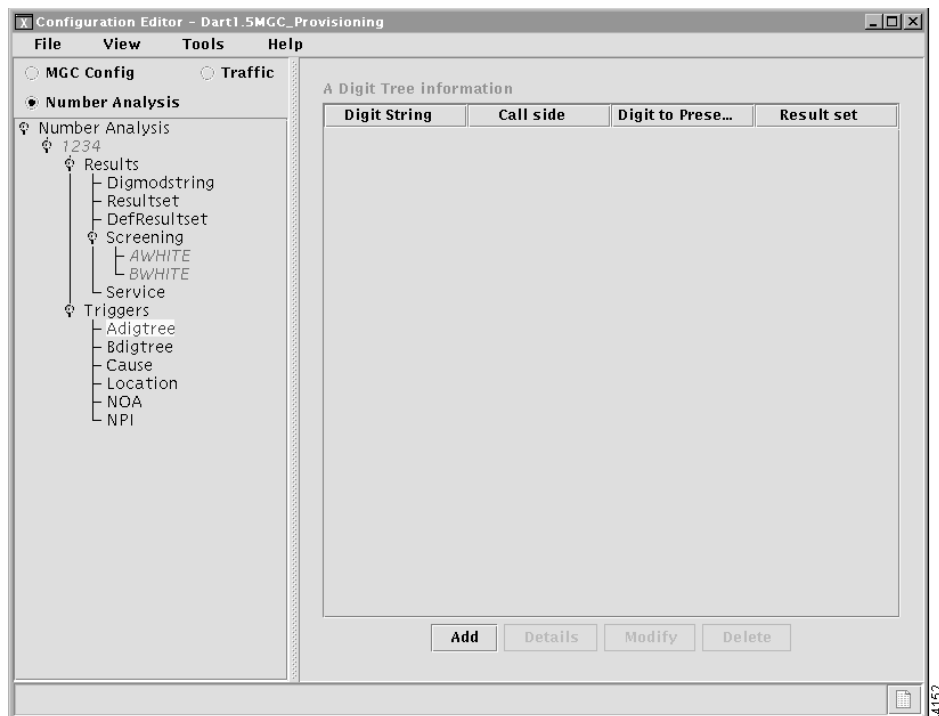 Configuration Editor - Dart1.5MGC_Provisioning
File View Tools Help
MGC Config Traffic
Number Analysis
Number Analysis
1234
Results
Digmodstring
Resultset
DefResultset
Screening
AWHITE
BWHITE
Service
Triggers
Adigtree
Bdigtree
Cause
Location
NOA
NPI
A Digit Tree information
Digit String Call side Digit to Prese... Result set
Add Details Modify Delete
4152